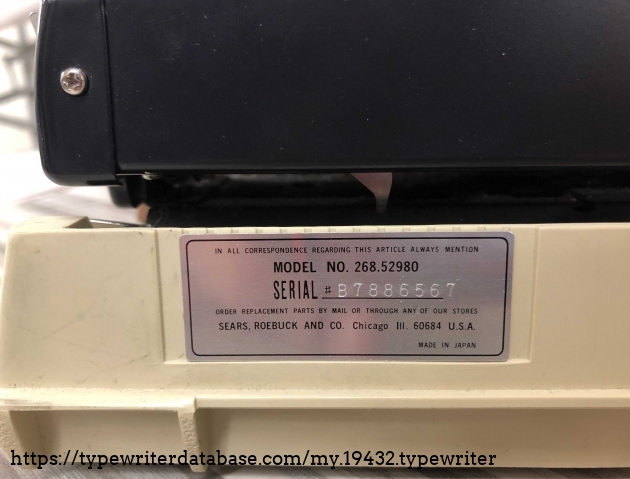 IN ALL CORRESPONDENCE REGARDING THIS ARTICLE ALWAYS MENTION
MODEL NO. 268.52980
SERIAL # B7886567
ORDER REPLACEMENT PARTS BY MAIL OR THROUGH ANY OF OUR STORES
SEARS, ROEBUCK AND CO. Chicago Ill. 60684 U.S.A.
MADE IN JAPAN
https://typewriterdatabase.com/my.19432.typewriter